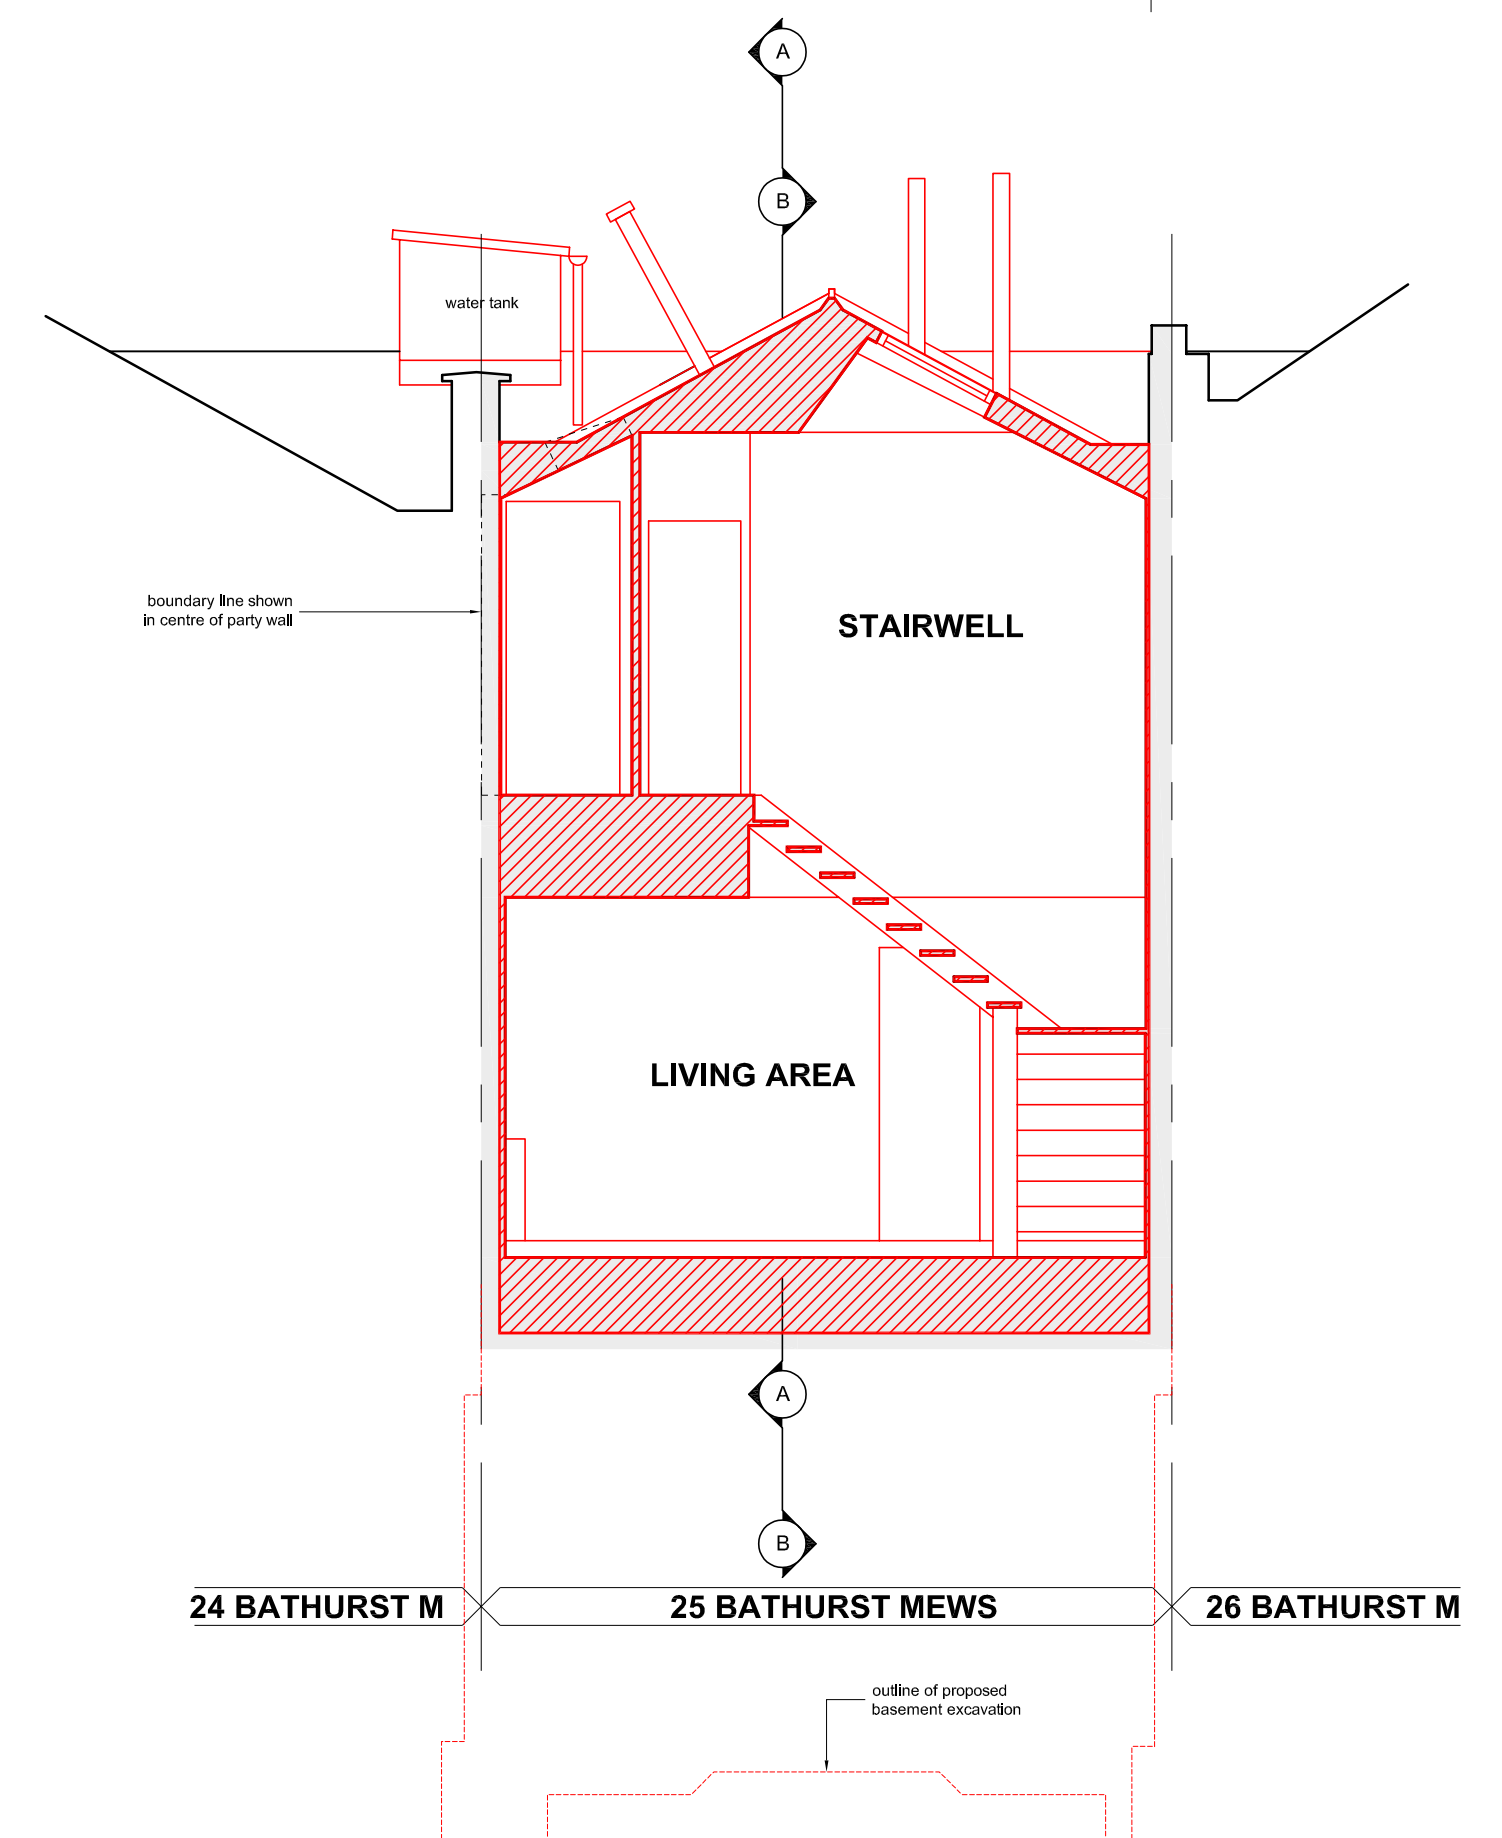 A
B
water tank
boundary line shown
in centre of party wall
STAIRWELL
LIVING AREA
A
B
24 BATHURST M
25 BATHURST MEWS
26 BATHURST M
outline of proposed
basement excavation